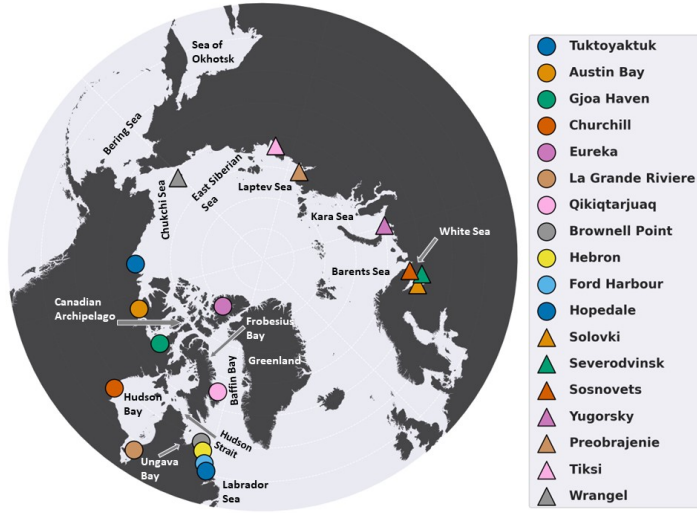 Sea of
Okhotsk
Bering Sea
Chukchi Sea
East Siberian
Sea
Laptev Sea
Kara Sea
White Sea
Barents Sea
Canadian
Archipelago
Frobesius
Bay
Greenland
Baffin Bay
Hudson
Bay
Hudson
Strait
Ungava
Bay
Labrador
Sea
Tuktoyaktuk
Austin Bay
Gjoa Haven
Churchill
Eureka
La Grande Riviere
Qikiqtarjuaq
Brownell Point
Hebron
Ford Harbour
Hopedale
Solovki
Severodvinsk
Sosnovets
Yugorsky
Preobrajenie
Tiksi
Wrangel